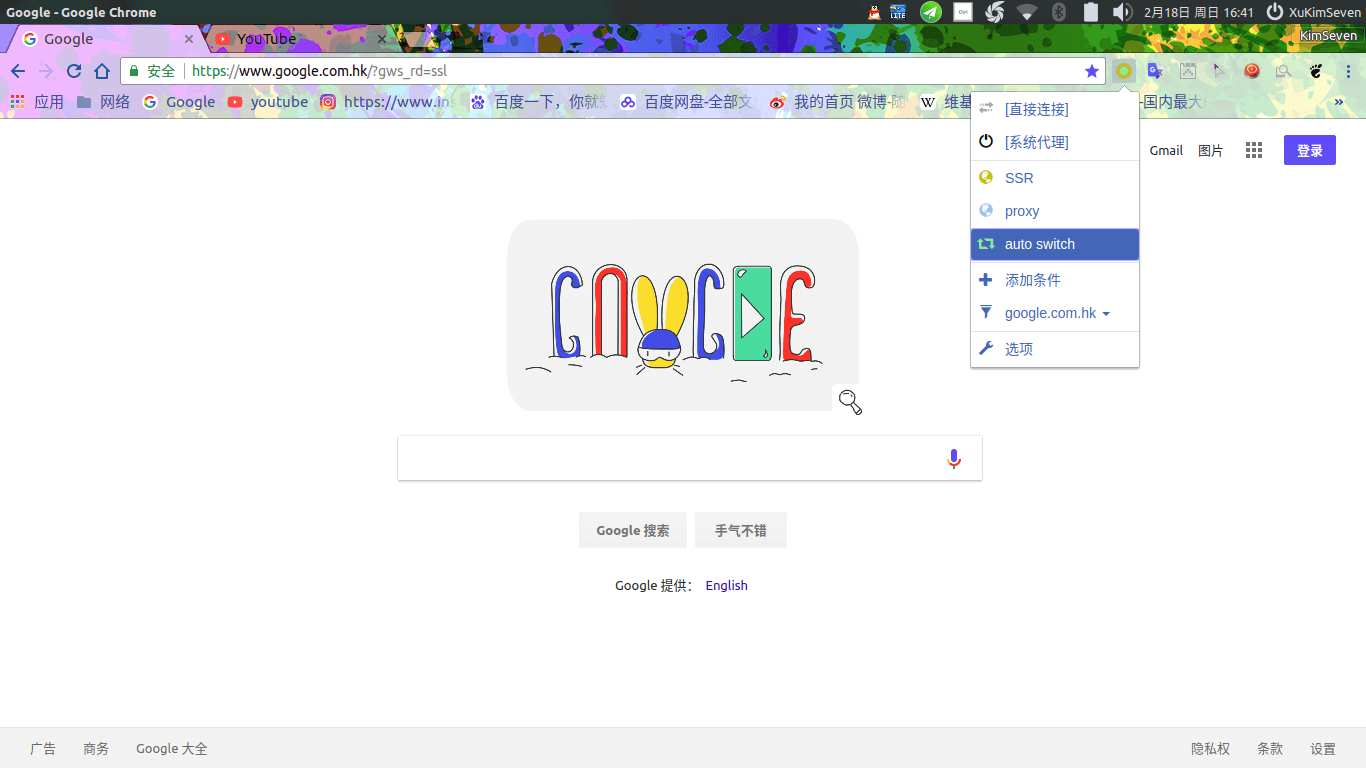 Google - Google Chrome
Ctrl
2月18日 周日 16:41
XuKimSeven
Google
YouTube
KimSeven
安全
https://www.google.com.hk/?gws_rd=ssl
应用
网络
Google
youtube
https://www.ins
百度一下，你就
百度网盘-全部文
我的首页 微博-随
维基
-国内最大
»
[直接连接]
[系统代理]
SSR
proxy
auto switch
添加条件
google.com.hk
选项
Gmail
图片
登录
Google 搜索
手气不错
Google 提供：
English
广告
商务
Google 大全
隐私权
条款
设置